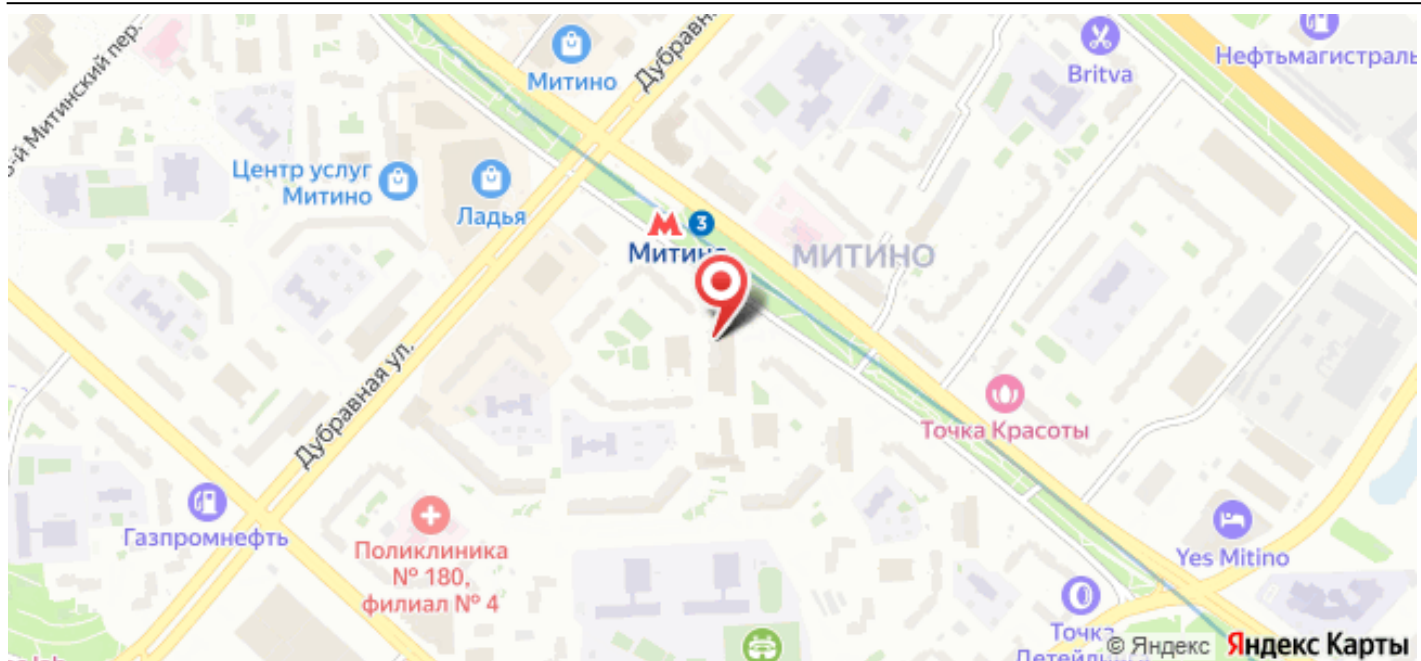 Митинский пер.
Митино
Дубравн
Britva
Нефтьмагистраль
Центр услуг
Митино
Ладья
3
Митино
МИТИНО
Дубравная ул.
Точка Красоты
Газпромнефть
Поликлиника
№ 180,
филиал № 4
Yes Mitino
Точка
© Яндекс Яндекс Карты